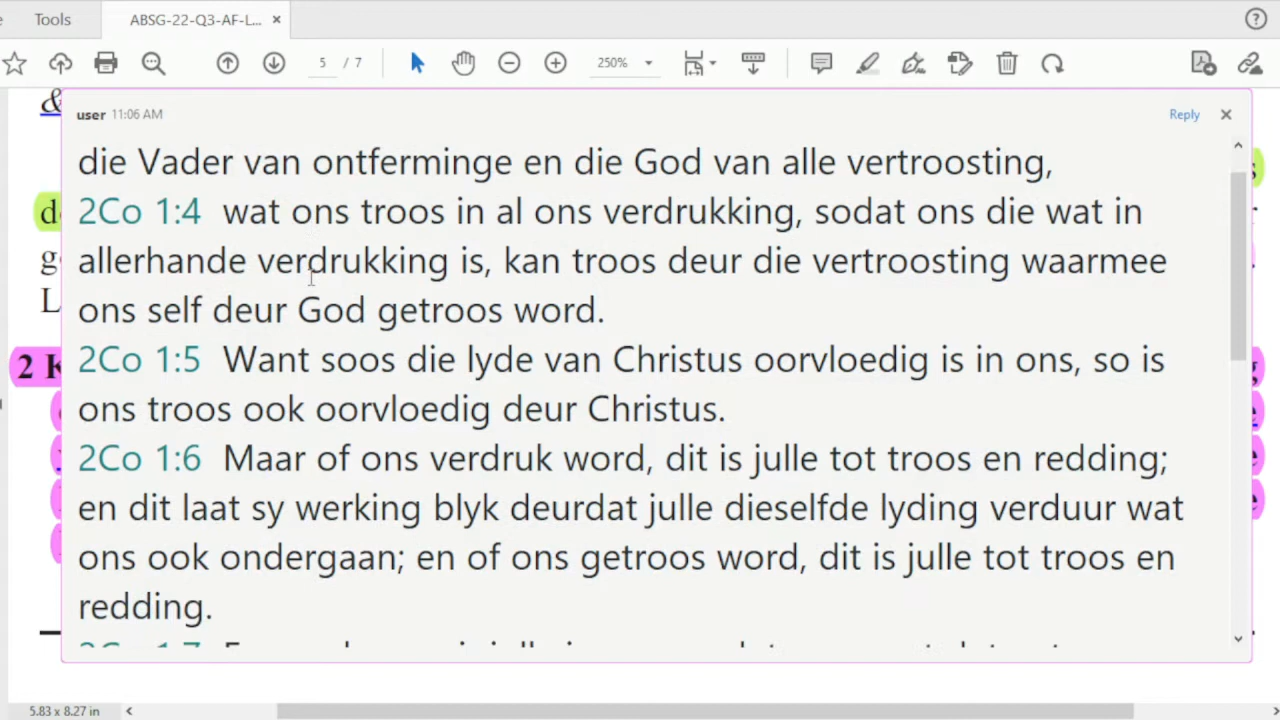 Tools
ABSG-22-Q3-AF-L... ×
5 / 7
250%
user 11:06 AM
Reply
die Vader van ontferminge en die God van alle vertroosting,
2Co 1:4 wat ons troos in al ons verdrukking, sodat ons die wat in
allerhande verdrukking is, kan troos deur die vertroosting waarmee
ons self deur God getroos word.
2Co 1:5 Want soos die lyde van Christus oorvloedig is in ons, so is
ons troos ook oorvloedig deur Christus.
2Co 1:6 Maar of ons verdruk word, dit is julle tot troos en redding;
en dit laat sy werking blyk deurdat julle dieselfde lyding verduur wat
ons ook ondergaan; en of ons getroos word, dit is julle tot troos en
redding.
5.83 x 8.27 in